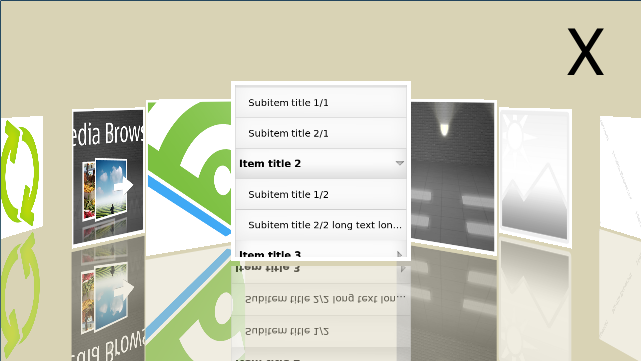 X
edia Brows
Subitem title 1/1
Subitem title 2/1
Item title 2
Subitem title 1/2
Subitem title 2/2 long text lon...
Item title 3